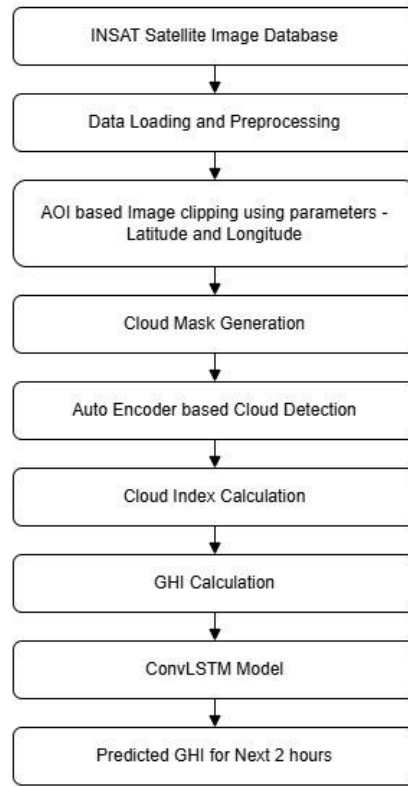 INSAT Satellite Image Database
Data Loading and Preprocessing
AOI based Image clipping using parameters -
Latitude and Longitude
Cloud Mask Generation
Auto Encoder based Cloud Detection
Cloud Index Calculation
GHI Calculation
ConvLSTM Model
Predicted GHI for Next 2 hours